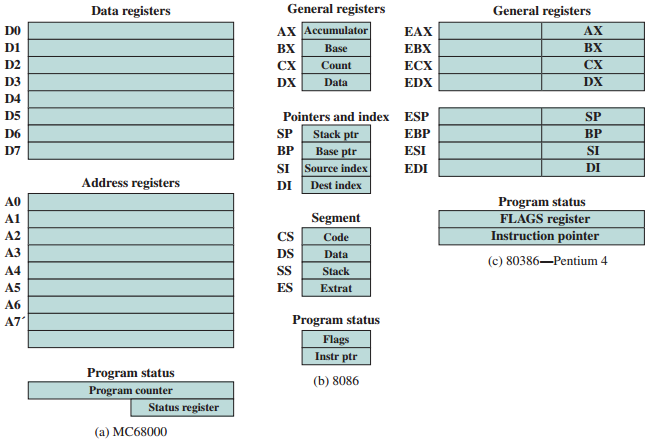 Data registers
D0
D1
D2
D3
D4
D5
D6
D7
Address registers
A0
A1
A2
A3
A4
A5
A6
A7´
Program status
Program counter
Status register
(a) MC68000
General registers
AX Accumulator
BX Base
CX Count
DX Data
Pointers and index
SP Stack ptr
BP Base ptr
SI Source index
DI Dest index
Segment
CS Code
DS Data
SS Stack
ES Extrat
Program status
Flags
Instr ptr
(b) 8086
General registers
EAX AX
EBX BX
ECX CX
EDX DX
ESP SP
EBP BP
ESI SI
EDI DI
Program status
FLAGS register
Instruction pointer
(c) 80386—Pentium 4